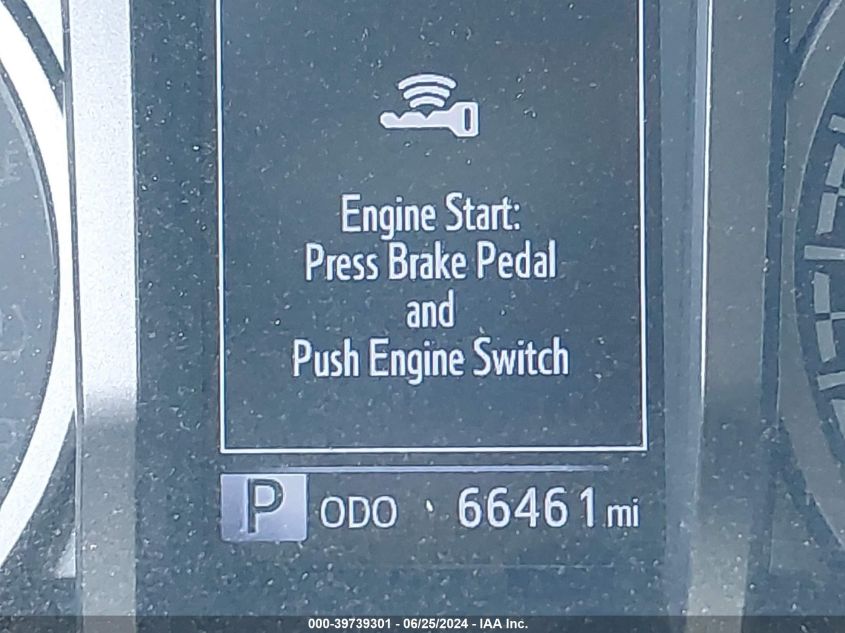 Engine Start:
Press Brake Pedal
and
Push Engine Switch
P ODO 66461 mi
000-39739301 - 06/25/2024 - IAA Inc.